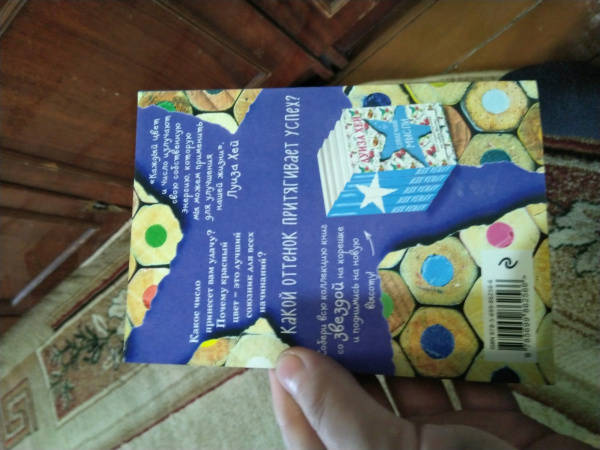 «Каждый цвет
и число излучают
свою собственную
энергию, которую
мы можем применить
для улучшения
нашей жизни».
Луиза Хей
Какое число
принесет вам удачу?
Почему красный
цвет – это лучший
союзник для всех
начинаний?
КАКОЙ ОТТЕНОК ПРИТЯГИВАЕТ УСПЕХ?
ЛУИЗА ХЕЙ
МЫСЛИ
Собери всю коллекцию книг
со звездой на корешке
и поднимись на новую
высоту!